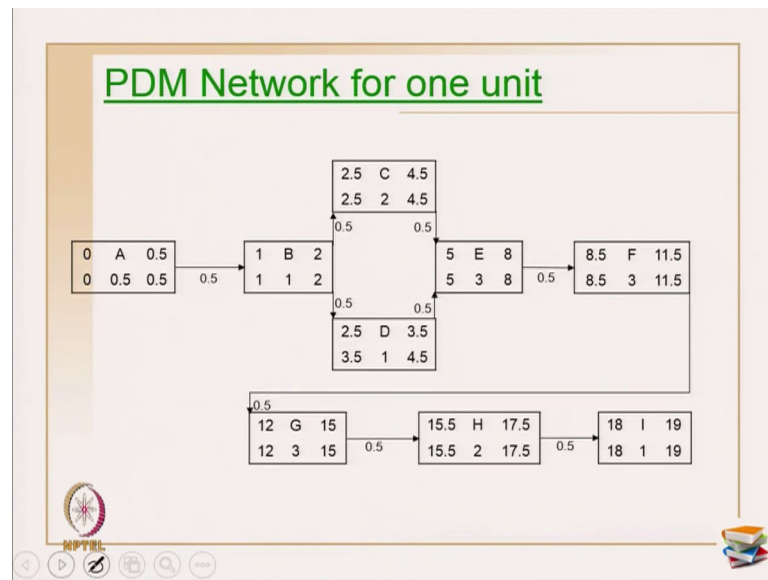 PDM Network for one unit
2.5 C 4.5
2.5 2 4.5
0.5 0.5
0 A 0.5
0 0.5 0.5
0.5
1 B 2
1 1 2
5 E 8
5 3 8
0.5
8.5 F 11.5
8.5 3 11.5
0.5 0.5
2.5 D 3.5
3.5 1 4.5
0.5
12 G 15
12 3 15
0.5
15.5 H 17.5
15.5 2 17.5
0.5
18 I 19
18 1 19
NPTEL